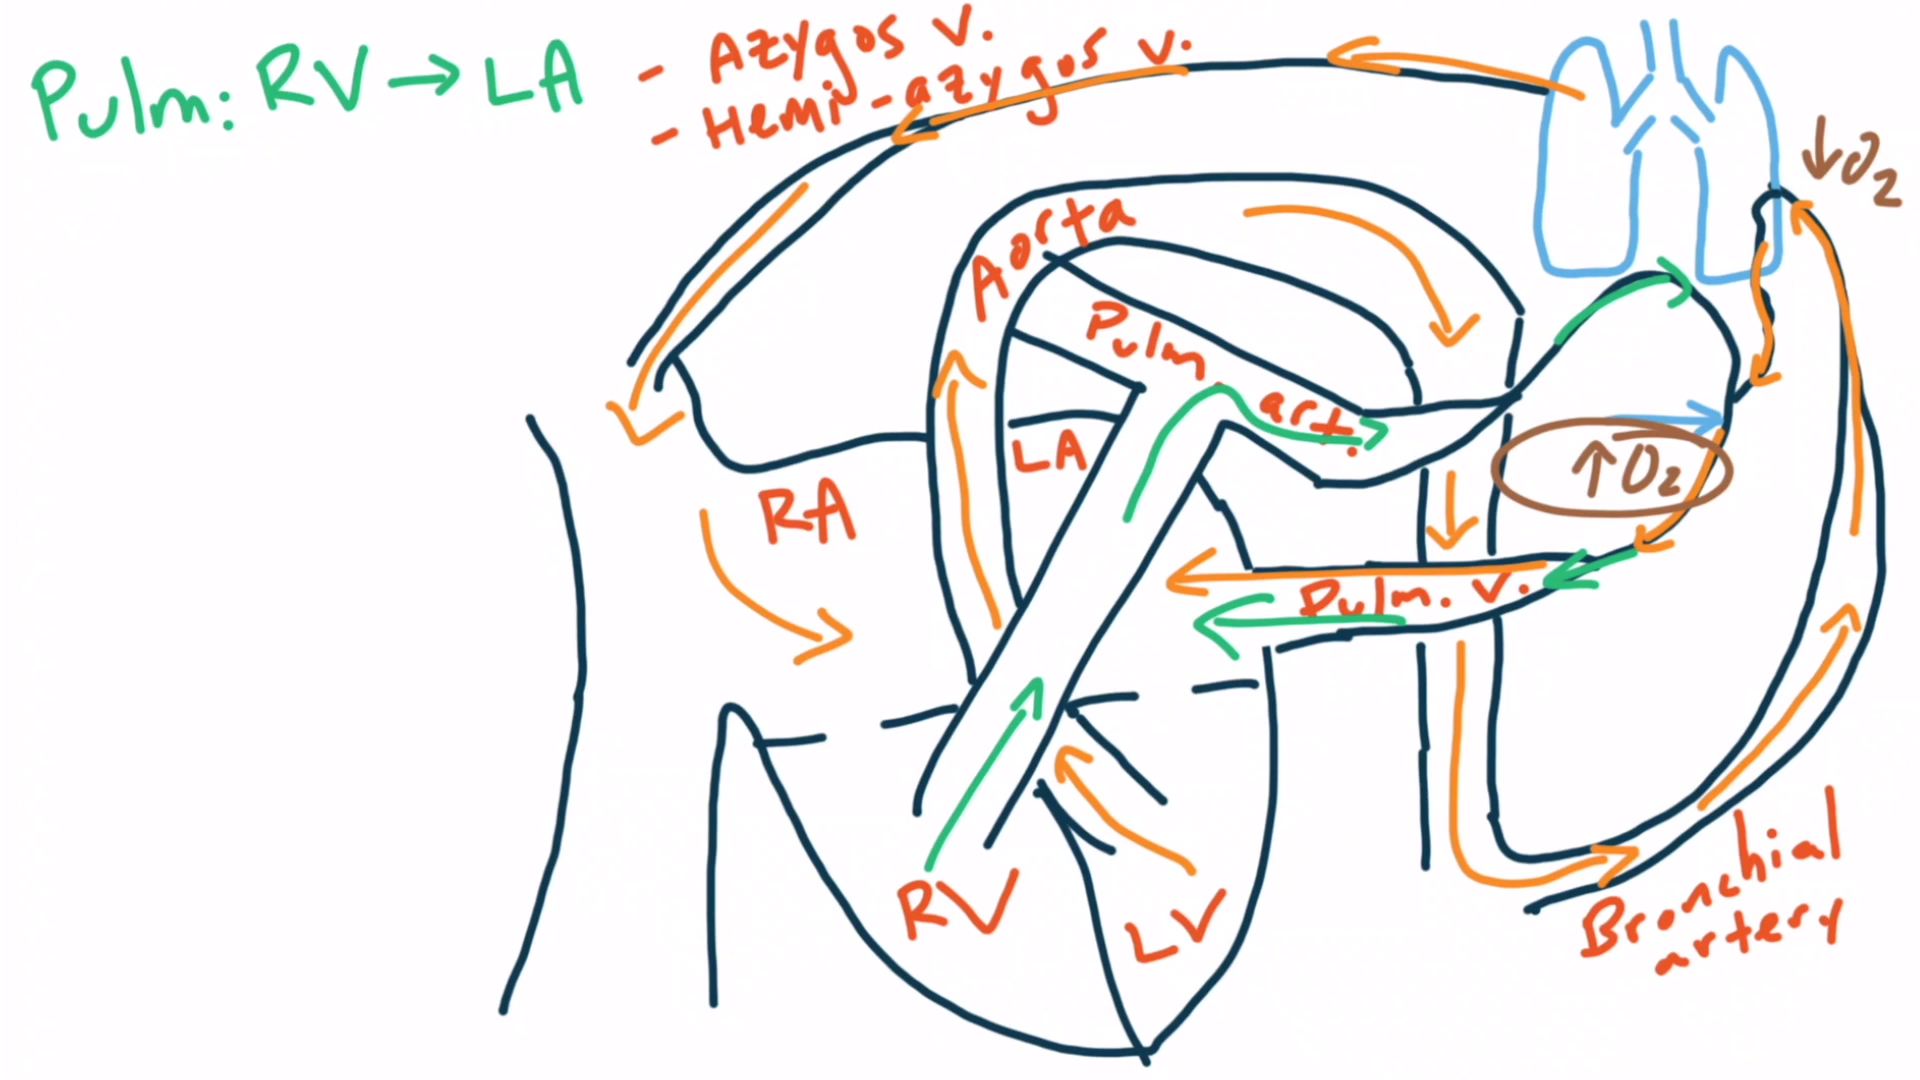 Pulm: RV → LA
- Azygos v.
- Hemi-azygos v.
↓O2
Aorta
Pulm. art.
LA
RA
↑O2
Pulm. v.
RV
LV
Bronchial
artery